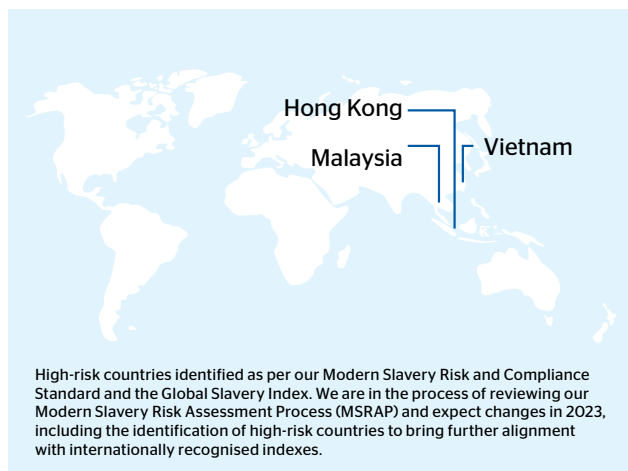 Hong Kong
Malaysia
Vietnam
High-risk countries identified as per our Modern Slavery Risk and Compliance
Standard and the Global Slavery Index. We are in the process of reviewing our
Modern Slavery Risk Assessment Process (MSRAP) and expect changes in 2023,
including the identification of high-risk countries to bring further alignment
with internationally recognised indexes.